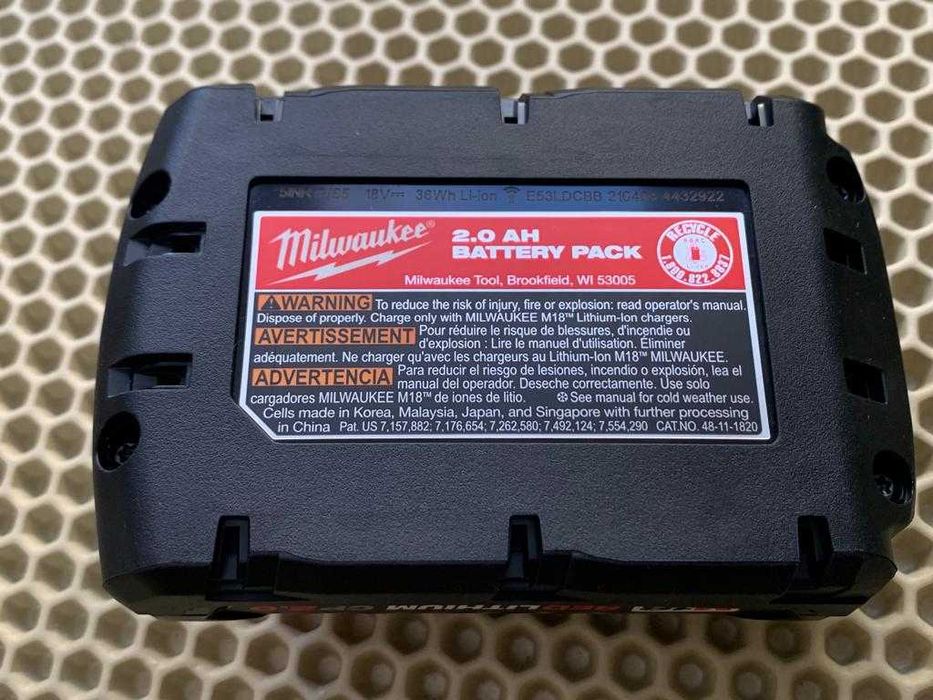 18V⎓ 36Wh Li-Ion E53LDCBB
Milwaukee®
2.0 AH
BATTERY PACK
RECYCLE
1.800.822.8837
Milwaukee Tool, Brookfield, WI 53005
⚠WARNING To reduce the risk of injury, fire or explosion: read operator's manual.
Dispose of properly. Charge only with MILWAUKEE M18™ Lithium-Ion chargers.
AVERTISSEMENT Pour réduire le risque de blessures, d'incendie ou
d'explosion : Lire le manuel d'utilisation. Éliminer
adéquatement. Ne charger qu'avec les chargeurs au Lithium-Ion M18™ MILWAUKEE.
ADVERTENCIA Para reducir el riesgo de lesiones, incendio o explosión, lea el
manual del operador. Deseche correctamente. Use solo
cargadores MILWAUKEE M18™ de iones de litio. ❄See manual for cold weather use.
Cells made in Korea, Malaysia, Japan, and Singapore with further processing
in China Pat. US 7,157,882; 7,176,654; 7,262,580; 7,492,124; 7,554,290 CAT.NO. 48-11-1820
REDLITHIUM CP2.0